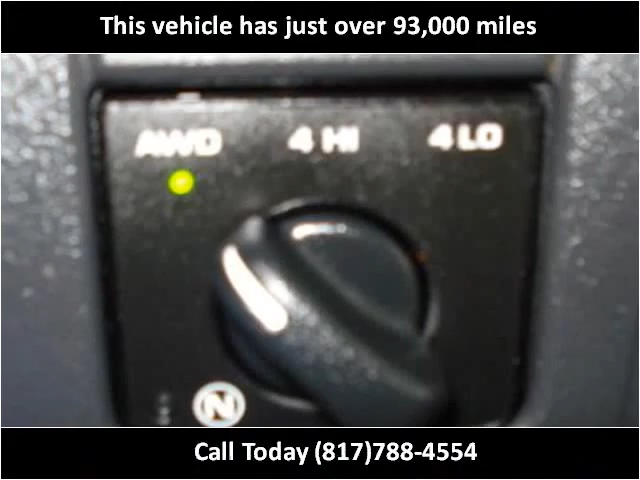 This vehicle has just over 93,000 miles
AWD 4 HI 4 LO
N
Call Today (817)788-4554